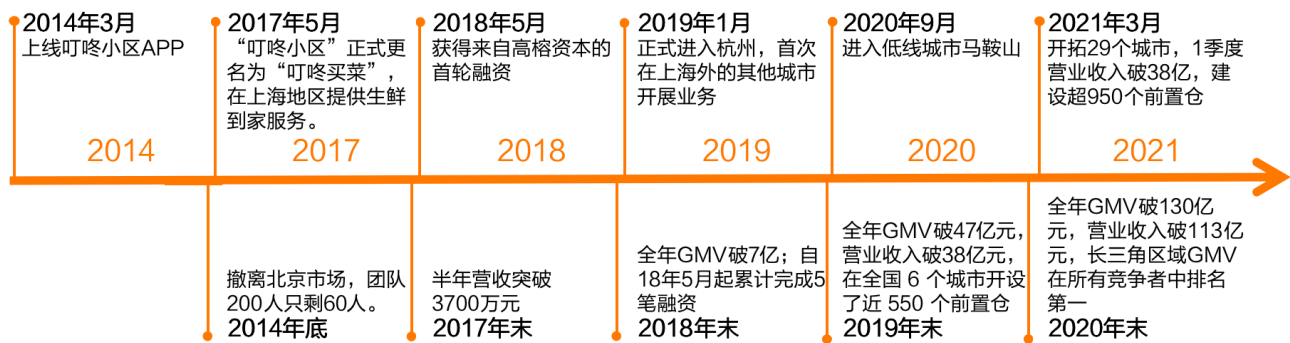 2014年3月
上线叮咚小区APP
2017年5月
“叮咚小区”正式更
名为“叮咚买菜”，
在上海地区提供生鲜
到家服务。
2018年5月
获得来自高榕资本的
首轮融资
2019年1月
正式进入杭州，首次
在上海外的其他城市
开展业务
2020年9月
进入低线城市马鞍山
2021年3月
开拓29个城市，1季度
营业收入破38亿，建
设超950个前置仓
2014
2017
2018
2019
2020
2021
撤离北京市场，团队
200人只剩60人。
2014年底
半年营收突破
3700万元
2017年末
全年GMV破7亿；自
18年5月起累计完成5
笔融资
2018年末
全年GMV破47亿元，
营业收入破38亿元，
在全国 6 个城市开设
了近 550 个前置仓
2019年末
全年GMV破130亿
元，营业收入破113亿
元，长三角区域GMV
在所有竞争者中排名
第一
2020年末